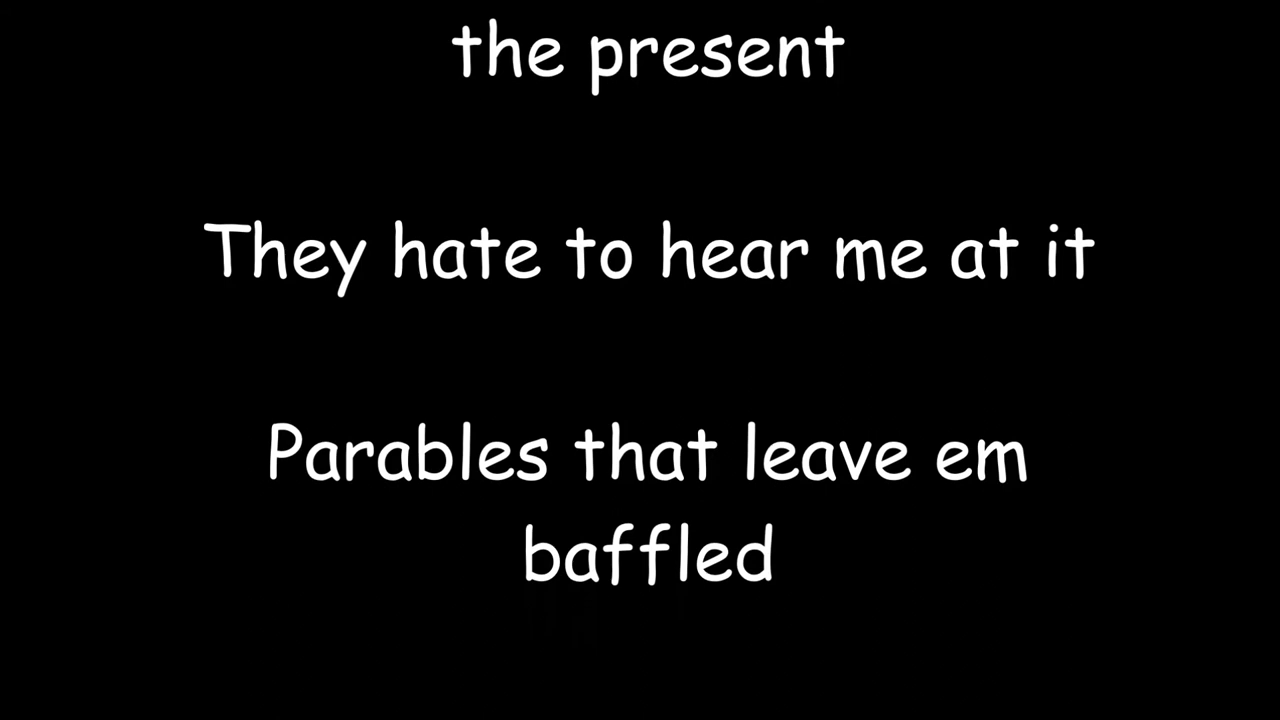 the present
They hate to hear me at it
Parables that leave em
baffled